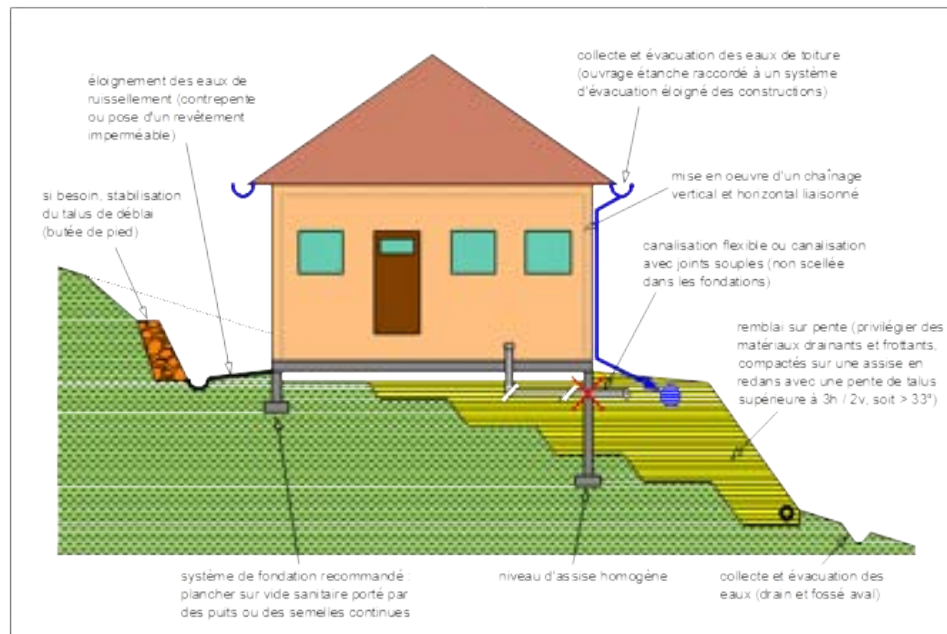 collecte et évacuation des eaux de toiture
(ouvrage étanche raccordé à un système
d'évacuation éloigné des constructions)
éloignement des eaux de
ruissellement (contrepente
ou pose d'un revêtement
imperméable)
mise en oeuvre d'un chaînage
vertical et horizontal liaisonné
si besoin, stabilisation
du talus de déblai
(butée de pied)
canalisation flexible ou canalisation
avec joints souples (non scellée
dans les fondations)
remblai sur pente (privilégier des
matériaux drainants et frottants,
compactés sur une assise en
redans avec une pente de talus
supérieure à 3h / 2v, soit > 33°)
système de fondation recommandé :
plancher sur vide sanitaire porté par
des puits ou des semelles continues
niveau d'assise homogène
collecte et évacuation des
eaux (drain et fossé aval)